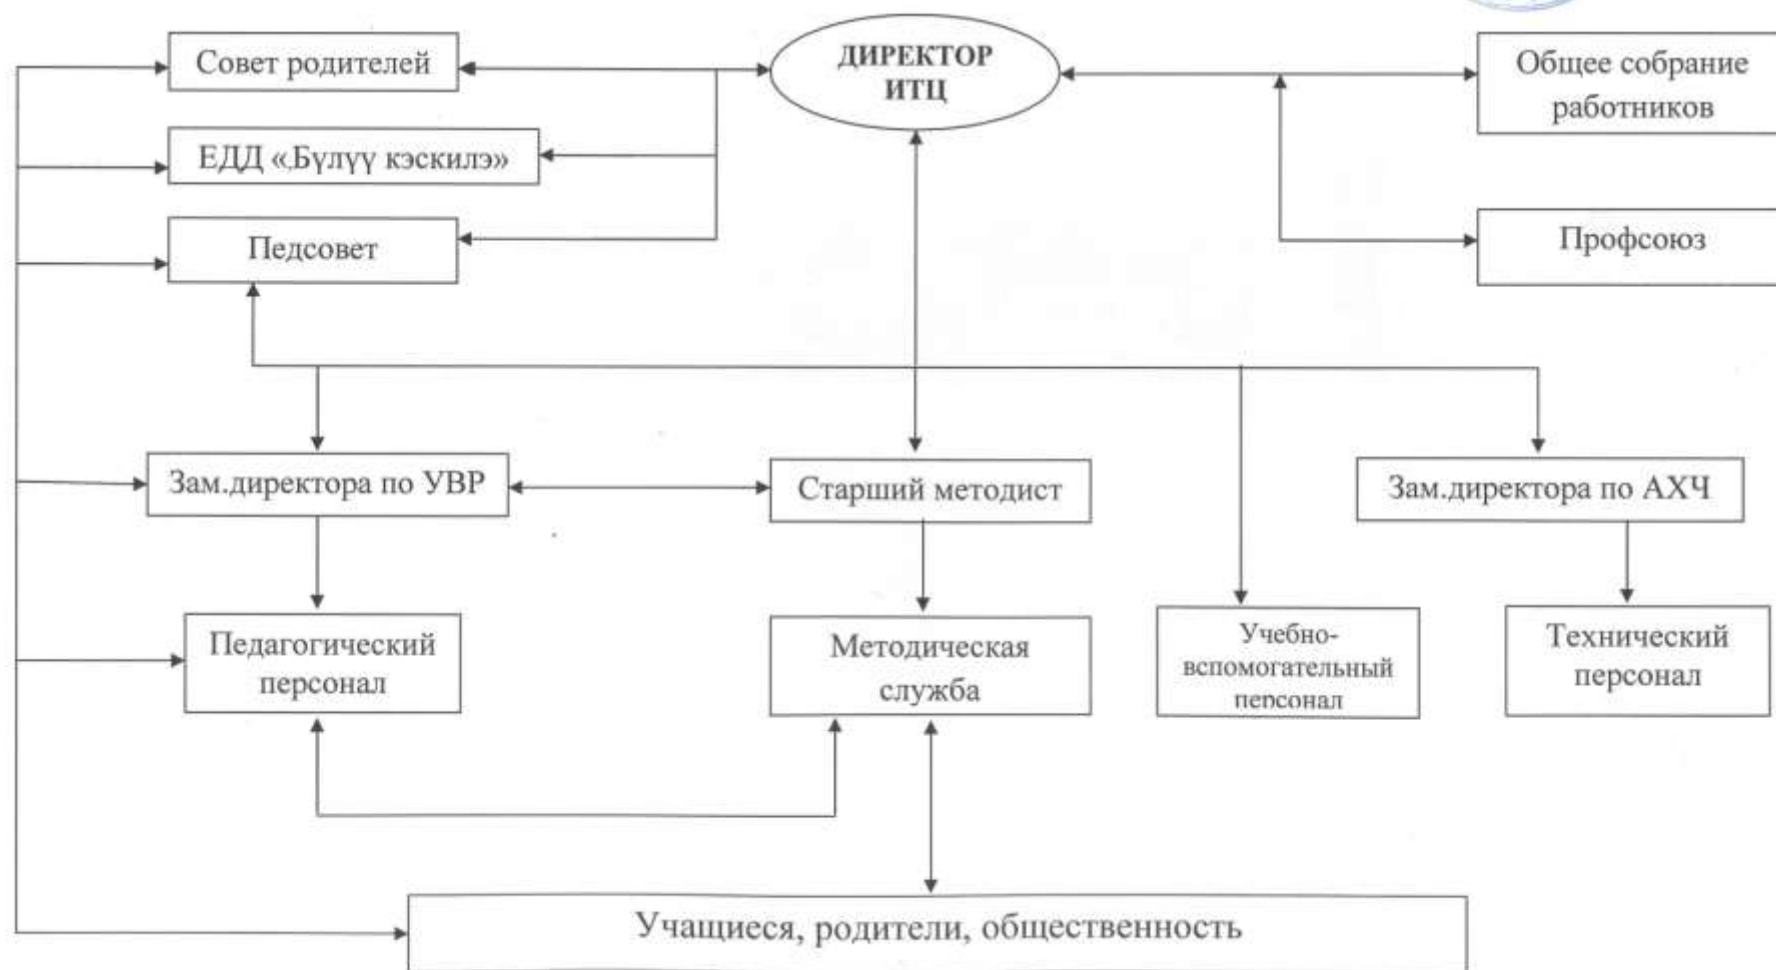 Совет родителей
ДИРЕКТОР
ИТЦ
Общее собрание
работников
ЕДД «Бүлүү кэскилэ»
Педсовет
Профсоюз
Зам.директора по УВР
Старший методист
Зам.директора по АХЧ
Педагогический
персонал
Методическая
служба
Учебно-
вспомогательный
персонал
Технический
персонал
Учащиеся, родители, общественность